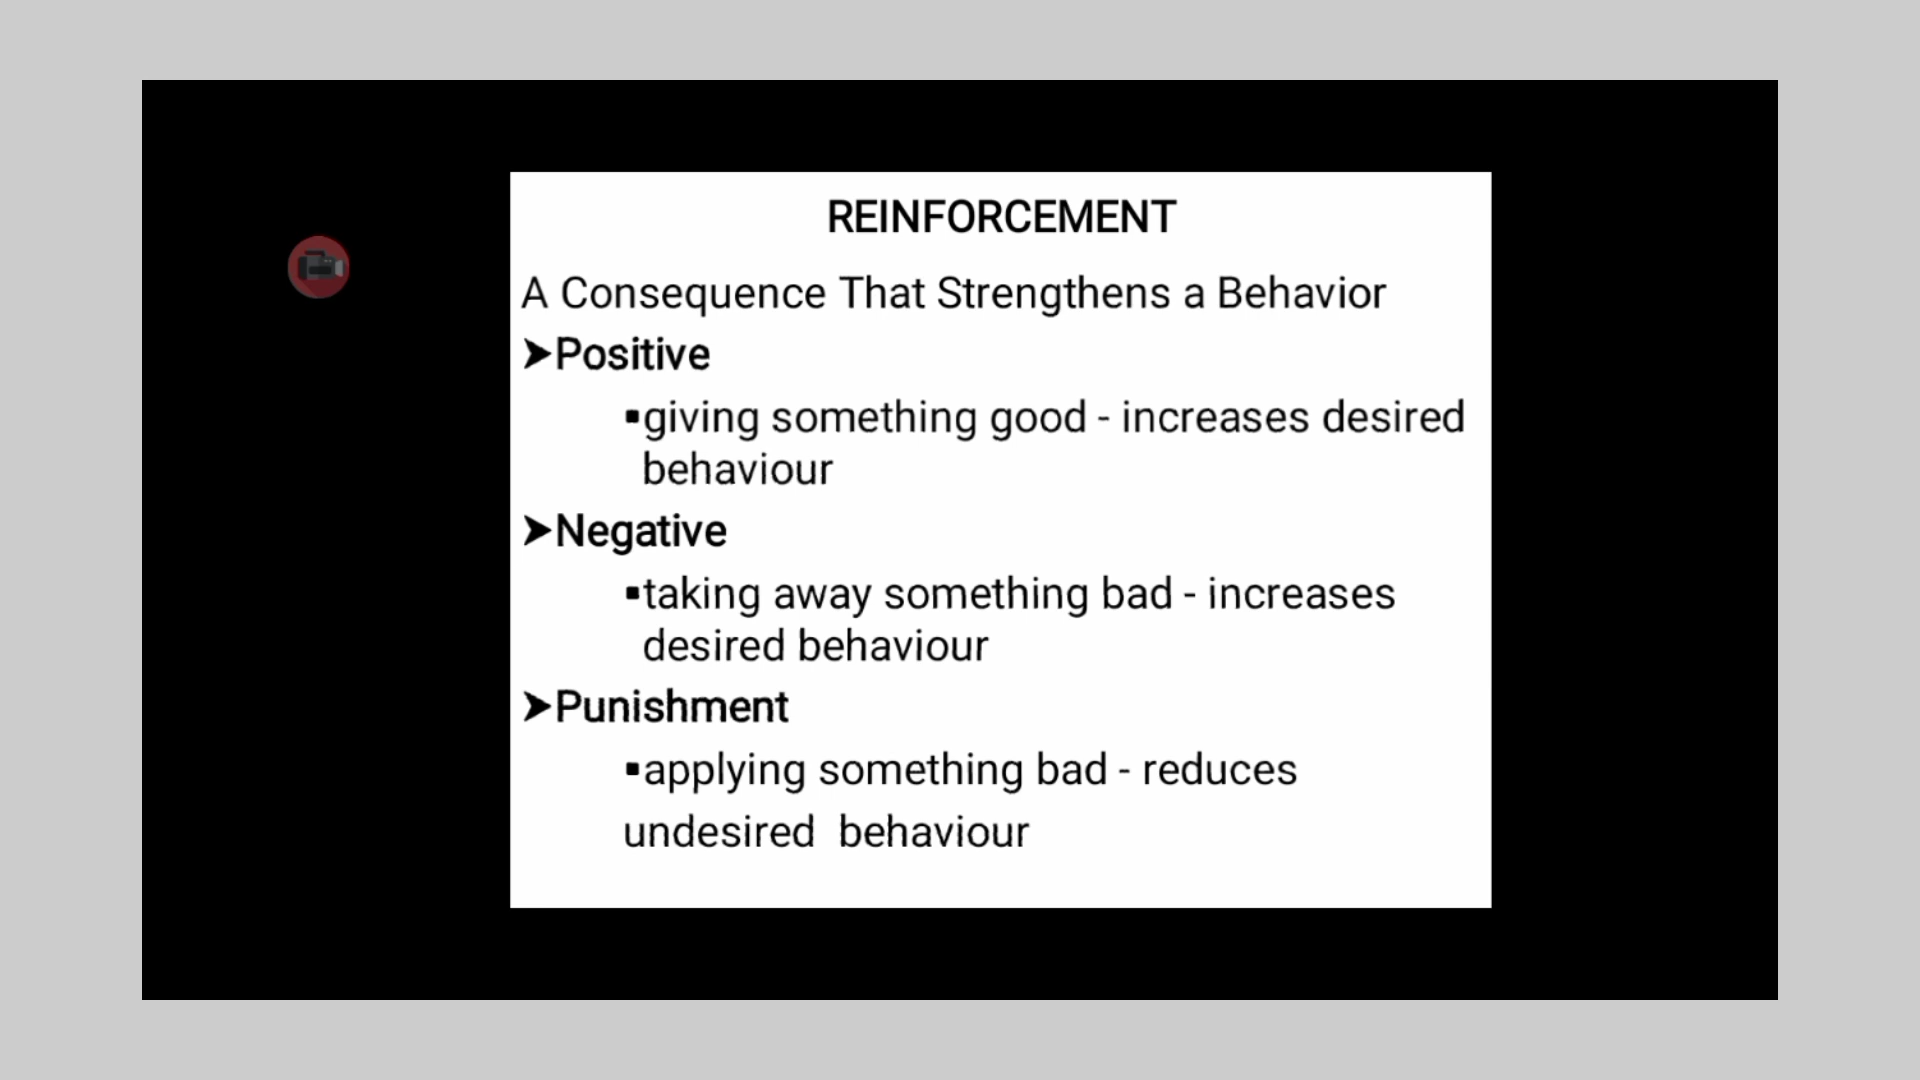 REINFORCEMENT
A Consequence That Strengthens a Behavior
➤Positive
▪giving something good - increases desired
behaviour
➤Negative
▪taking away something bad - increases
desired behaviour
➤Punishment
▪applying something bad - reduces
undesired  behaviour